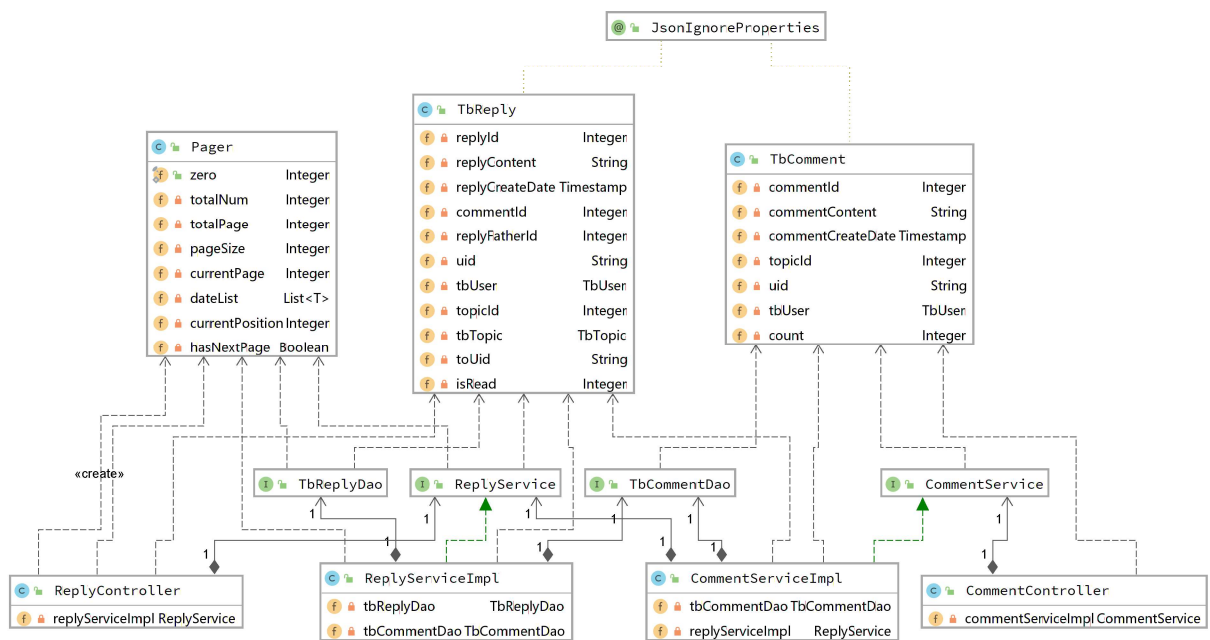 JsonIgnoreProperties
TbReply
replyId Integer
replyContent String
replyCreateDate Timestamp
commentId Integer
replyFatherId Integer
uid String
tbUser TbUser
topicId Integer
tbTopic TbTopic
toUid String
isRead Integer
Pager
zero Integer
totalNum Integer
totalPage Integer
pageSize Integer
currentPage Integer
dateList List<T>
currentPosition Integer
hasNextPage Boolean
TbComment
commentId Integer
commentContent String
commentCreateDate Timestamp
topicId Integer
uid String
tbUser TbUser
count Integer
«create»
TbReplyDao
ReplyService
TbCommentDao
CommentService
1 1 1 1 1 1
1 1 1 1 1 1
ReplyController
replyServiceImpl ReplyService
ReplyServiceImpl
tbReplyDao TbReplyDao
tbCommentDao TbCommentDao
CommentServiceImpl
tbCommentDao TbCommentDao
replyServiceImpl ReplyService
CommentController
commentServiceImpl CommentService